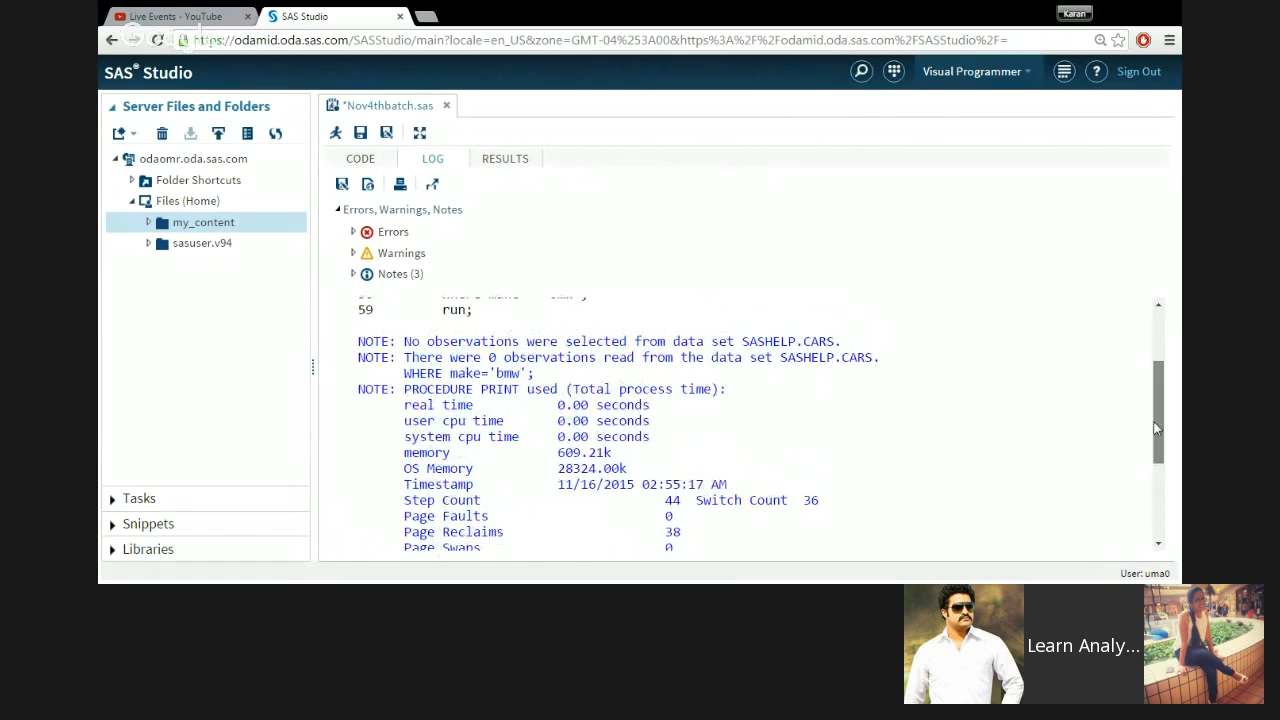 Live Events - YouTube
SAS Studio
Karan
https://odamid.oda.sas.com/SASStudio/main?locale=en_US&zone=GMT-04%253A00&https%3A%2F%2Fodamid.oda.sas.com%2FSASStudio%2F=
SAS® Studio
Visual Programmer
Sign Out
Server Files and Folders
odaomr.oda.sas.com
Folder Shortcuts
Files (Home)
my_content
sasuser.v94
Tasks
Snippets
Libraries
*Nov4thbatch.sas
CODE
LOG
RESULTS
Errors, Warnings, Notes
Errors
Warnings
Notes (3)
59 run;
NOTE: No observations were selected from data set SASHELP.CARS.
NOTE: There were 0 observations read from the data set SASHELP.CARS.
WHERE make='bmw';
NOTE: PROCEDURE PRINT used (Total process time):
real time 0.00 seconds
user cpu time 0.00 seconds
system cpu time 0.00 seconds
memory 609.21k
OS Memory 28324.00k
Timestamp 11/16/2015 02:55:17 AM
Step Count 44 Switch Count 36
Page Faults 0
Page Reclaims 38
Page Swaps 0
User: uma0
Learn Analy...